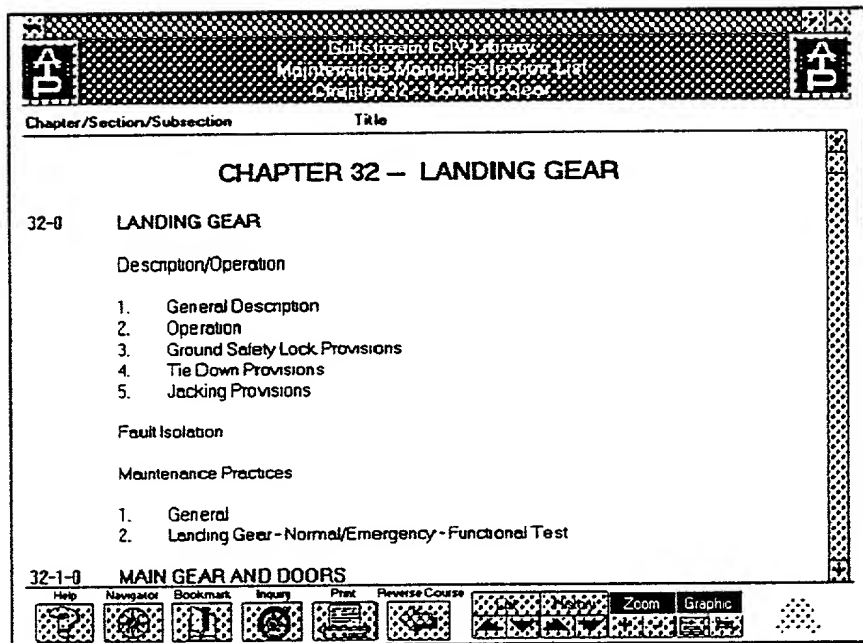 ATP
Gulfstream G-IV Library
ATP
Maintenance Manual Selection List
Chapter 32 - Landing Gear
Chapter/Section/Subsection Title
CHAPTER 32 – LANDING GEAR
32-0 LANDING GEAR
Description/Operation
1. General Description
2. Operation
3. Ground Safety Lock Provisions
4. Tie Down Provisions
5. Jacking Provisions
Fault Isolation
Maintenance Practices
1. General
2. Landing Gear - Normal/Emergency - Functional Test
32-1-0 MAIN GEAR AND DOORS
Help Navigator Bookmark Inquiry Print Reverse Course History Zoom Graphic